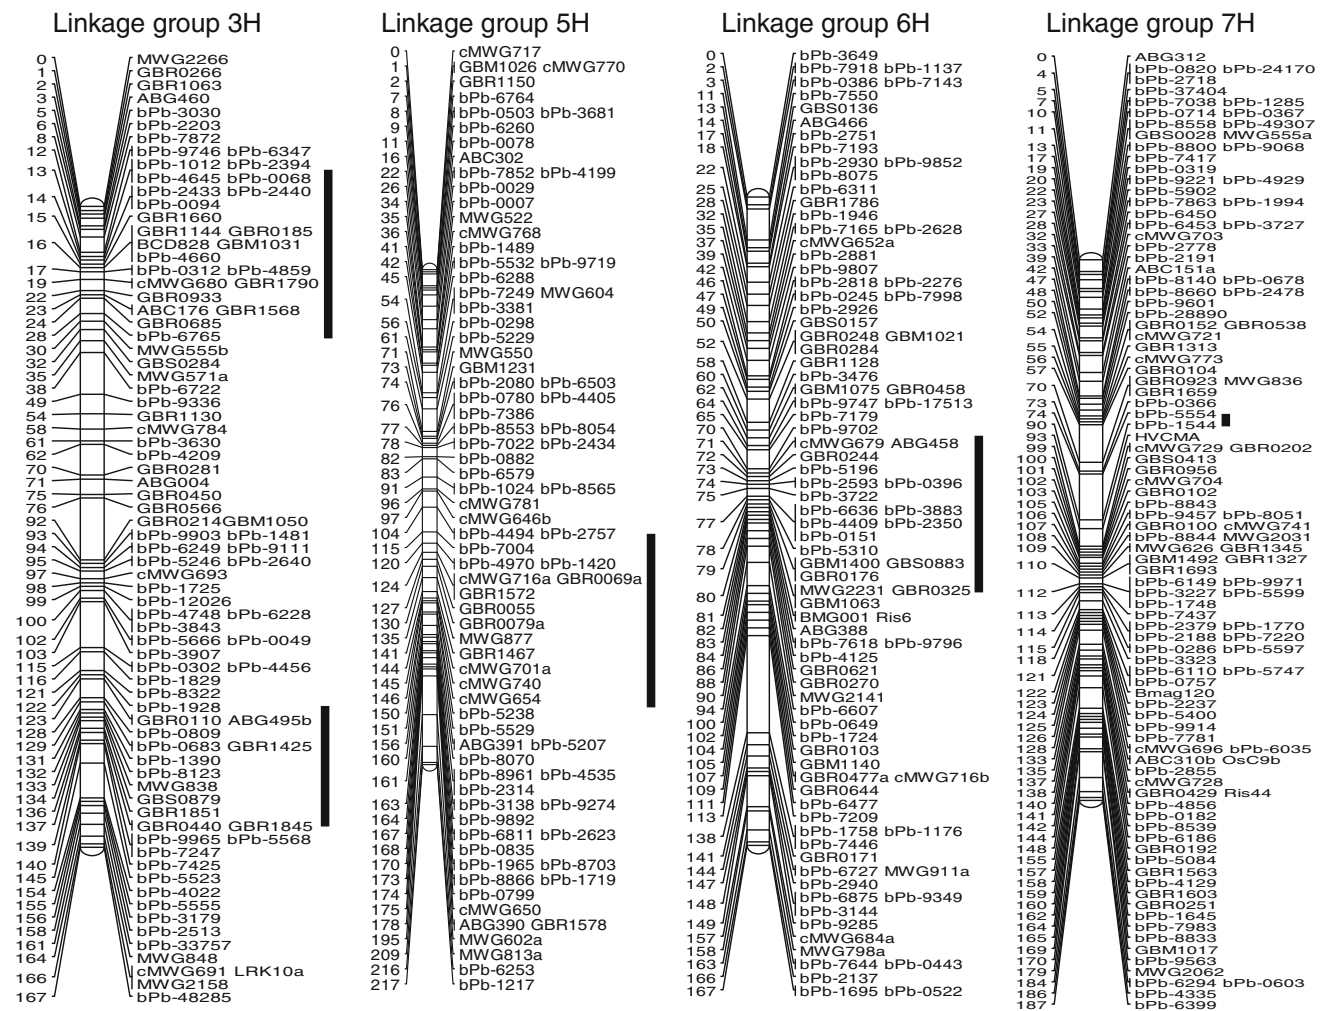 Linkage group 3H
0 MWG2266
1 GBR0266
2 GBR1063
3 ABG460
5 bPb-3030
6 bPb-2203
8 bPb-7872
12 bPb-9746 bPb-6347
bPb-1012 bPb-2394
13 bPb-4645 bPb-0068
bPb-2433 bPb-2440
14 bPb-0094
15 GBR1660
GBR1144 GBR0185
16 BCD828 GBM1031
bPb-4660
17 bPb-0312 bPb-4859
19 cMWG680 GBR1790
22 GBR0933
23 ABC176 GBR1568
24 GBR0685
28 bPb-6765
30 MWG555b
32 GBS0284
35 MWG571a
38 bPb-6722
49 bPb-9336
54 GBR1130
58 cMWG784
61 bPb-3630
62 bPb-4209
70 GBR0281
71 ABG004
75 GBR0450
76 GBR0566
92 GBR0214GBM1050
93 bPb-9903 bPb-1481
94 bPb-6249 bPb-9111
95 bPb-5246 bPb-2640
97 cMWG693
98 bPb-1725
99 bPb-12026
100 bPb-4748 bPb-6228
bPb-3843
102 bPb-5666 bPb-0049
103 bPb-3907
115 bPb-0302 bPb-4456
116 bPb-1829
121 bPb-8322
122 bPb-1928
123 GBR0110 ABG495b
128 bPb-0809
129 bPb-0683 GBR1425
131 bPb-1390
132 bPb-8123
133 MWG838
134 GBS0879
136 GBR1851
137 GBR0440 GBR1845
139 bPb-9965 bPb-5568
bPb-7247
140 bPb-7425
145 bPb-5523
154 bPb-4022
155 bPb-5555
156 bPb-3179
158 bPb-2513
161 bPb-33757
164 MWG848
166 cMWG691 LRK10a
MWG2158
167 bPb-48285
Linkage group 5H
0 cMWG717
1 GBM1026 cMWG770
2 GBR1150
7 bPb-6764
8 bPb-0503 bPb-3681
9 bPb-6260
11 bPb-0078
16 ABC302
22 bPb-7852 bPb-4199
26 bPb-0029
34 bPb-0007
35 MWG522
36 cMWG768
41 bPb-1489
42 bPb-5532 bPb-9719
45 bPb-6288
54 bPb-7249 MWG604
bPb-3381
56 bPb-0298
61 bPb-5229
71 MWG550
73 GBM1231
74 bPb-2080 bPb-6503
76 bPb-0780 bPb-4405
bPb-7386
77 bPb-8553 bPb-8054
78 bPb-7022 bPb-2434
82 bPb-0882
83 bPb-6579
91 bPb-1024 bPb-8565
96 cMWG781
97 cMWG646b
104 bPb-4494 bPb-2757
115 bPb-7004
120 bPb-4970 bPb-1420
124 cMWG716a GBR0069a
GBR1572
127 GBR0055
130 GBR0079a
135 MWG877
141 GBR1467
144 cMWG701a
145 cMWG740
146 cMWG654
150 bPb-5238
151 bPb-5529
156 ABG391 bPb-5207
160 bPb-8070
161 bPb-8961 bPb-4535
bPb-2314
163 bPb-3138 bPb-9274
164 bPb-9892
167 bPb-6811 bPb-2623
168 bPb-0835
170 bPb-1965 bPb-8703
173 bPb-8866 bPb-1719
174 bPb-0799
175 cMWG650
178 ABG390 GBR1578
195 MWG602a
209 MWG813a
216 bPb-6253
217 bPb-1217
Linkage group 6H
0 bPb-3649
2 bPb-7918 bPb-1137
3 bPb-0386 bPb-7143
11 bPb-7550
13 GBS0136
14 ABG466
17 bPb-2751
18 bPb-7193
22 bPb-2930 bPb-9852
bPb-8075
25 bPb-6311
28 GBR1786
32 bPb-1946
35 bPb-7165 bPb-2628
37 cMWG652a
39 bPb-2881
42 bPb-9807
46 bPb-2818 bPb-2276
47 bPb-0245 bPb-7998
49 bPb-2926
50 GBS0157
52 GBR0248 GBM1021
GBR0284
58 GBR1128
60 bPb-3476
62 GBM1075 GBR0458
64 bPb-9747 bPb-17513
65 bPb-7179
70 bPb-9702
71 cMWG679 ABG458
72 GBR0244
73 bPb-5196
74 bPb-2593 bPb-0396
75 bPb-3722
bPb-6636 bPb-3883
77 bPb-4409 bPb-2350
bPb-0151
78 bPb-5310
79 GBM1400 GBS0883
GBR0176
80 MWG2231 GBR0325
GBM1063
81 BMG001 Ris6
82 ABG388
83 bPb-7618 bPb-9796
84 bPb-4125
86 GBR0621
88 GBR0270
90 MWG2141
94 bPb-6607
100 bPb-0649
102 bPb-1724
104 GBR0103
105 GBM1140
107 GBR0477a cMWG716b
109 GBR0644
111 bPb-6477
113 bPb-7209
138 bPb-1758 bPb-1176
bPb-7446
141 GBR0171
144 bPb-6727 MWG911a
147 bPb-2940
148 bPb-6875 bPb-9349
bPb-3144
149 bPb-9285
157 cMWG684a
158 MWG798a
163 bPb-7644 bPb-0443
166 bPb-2137
167 bPb-1695 bPb-0522
Linkage group 7H
0 ABG312
4 bPb-0820 bPb-24170
bPb-2718
5 bPb-37404
7 bPb-7038 bPb-1285
10 bPb-0714 bPb-0367
11 bPb-8558 bPb-49307
GBS0028 MWG555a
13 bPb-8800 bPb-9068
17 bPb-7417
19 bPb-0319
20 bPb-9221 bPb-4929
22 bPb-5902
23 bPb-7863 bPb-1994
27 bPb-6450
28 bPb-6453 bPb-3727
32 cMWG703
33 bPb-2778
39 bPb-2191
42 ABC151a
47 bPb-8140 bPb-0678
48 bPb-8660 bPb-2478
50 bPb-9601
52 bPb-28890
54 GBR0152 GBR0538
cMWG721
55 GBR1313
56 cMWG773
57 GBR0104
70 GBR0923 MWG836
GBR1659
73 bPb-0366
74 bPb-5554
90 bPb-1544
93 HVCMA
99 cMWG729 GBR0202
100 GBS0413
101 GBR0956
102 cMWG704
103 GBR0102
105 bPb-8843
106 bPb-9457 bPb-8051
107 GBR0100 cMWG741
108 bPb-8844 MWG2031
109 MWG626 GBR1345
110 GBM1492 GBR1327
GBR1693
bPb-6149 bPb-9971
112 bPb-3227 bPb-5599
bPb-1748
113 bPb-7437
114 bPb-2379 bPb-1770
bPb-2188 bPb-7220
115 bPb-0286 bPb-5597
118 bPb-3323
121 bPb-6110 bPb-5747
bPb-0757
122 Bmag120
123 bPb-2237
124 bPb-5400
125 bPb-9914
126 bPb-7781
128 cMWG696 bPb-6035
133 ABC310b OsC9b
135 bPb-2855
137 cMWG728
138 GBR0429 Ris44
140 bPb-4856
141 bPb-0182
142 bPb-8539
144 bPb-6186
148 GBR0192
155 bPb-5084
157 GBR1563
158 bPb-4129
159 GBR1603
160 GBR0251
162 bPb-1645
164 bPb-7983
165 bPb-8833
169 GBM1017
170 bPb-9563
179 MWG2062
184 bPb-6294 bPb-0603
186 bPb-4335
187 bPb-6399